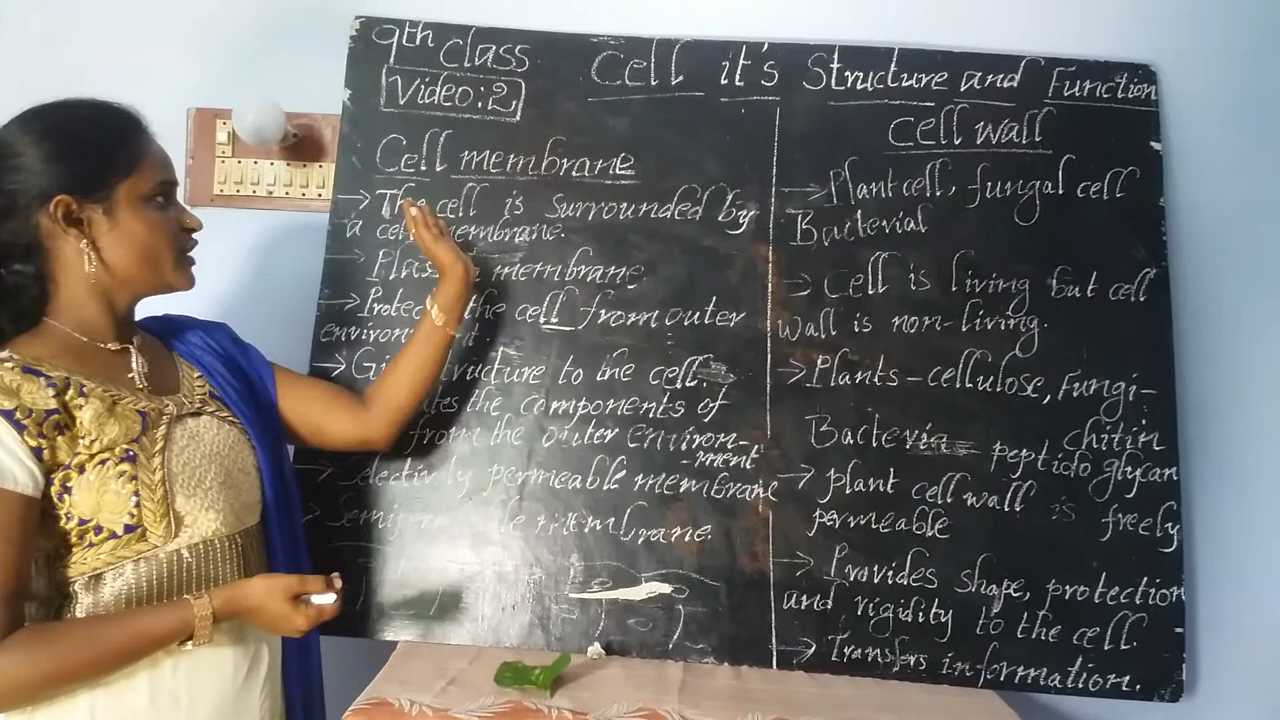 9th class
Video:2
Cell it's Structure and Function
Cell membrane
→ The cell is surrounded by
a cell membrane.
→ membrane
→ the cell from outer
→ structure to the cell.
the components of
from the outer environ-
-ment
→ Selectively permeable membrane
membrane.
Cell wall
→ Plant cell, fungal cell
Bacterial
→ Cell is living but cell
wall is non-living.
→ Plants - cellulose, Fungi -
chitin
Bacteria peptido glycan
→ plant cell wall is freely
permeable
→ Provides shape, protection
and rigidity to the cell.
→ Transfers information.